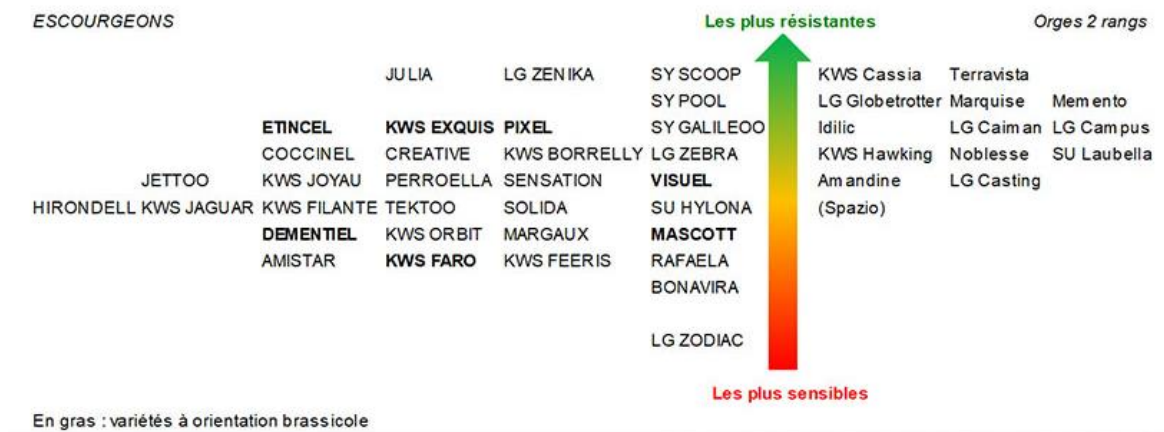 ESCOURGEONS Les plus résistantes Orges 2 rangs
JULIA LG ZENIKA SY SCOOP KWS Cassia Terravista
SY POOL LG Globetrotter Marquise Memento
ETINCEL KWS EXQUIS PIXEL SY GALILEOO Idilic LG Caiman LG Campus
COCCINEL CREATIVE KWS BORRELLY LG ZEBRA KWS Hawking Noblesse SU Laubella
JETTOO KWS JOYAU PERROELLA SENSATION VISUEL Amandine LG Casting
HIRONDELL KWS JAGUAR KWS FILANTE TEKTOO SOLIDA SU HYLONA (Spazio)
DEMENTIEL KWS ORBIT MARGAUX MASCOTT
AMISTAR KWS FARO KWS FEERIS RAFAELA
BONAVIRA
LG ZODIAC
Les plus sensibles
En gras : variétés à orientation brassicole